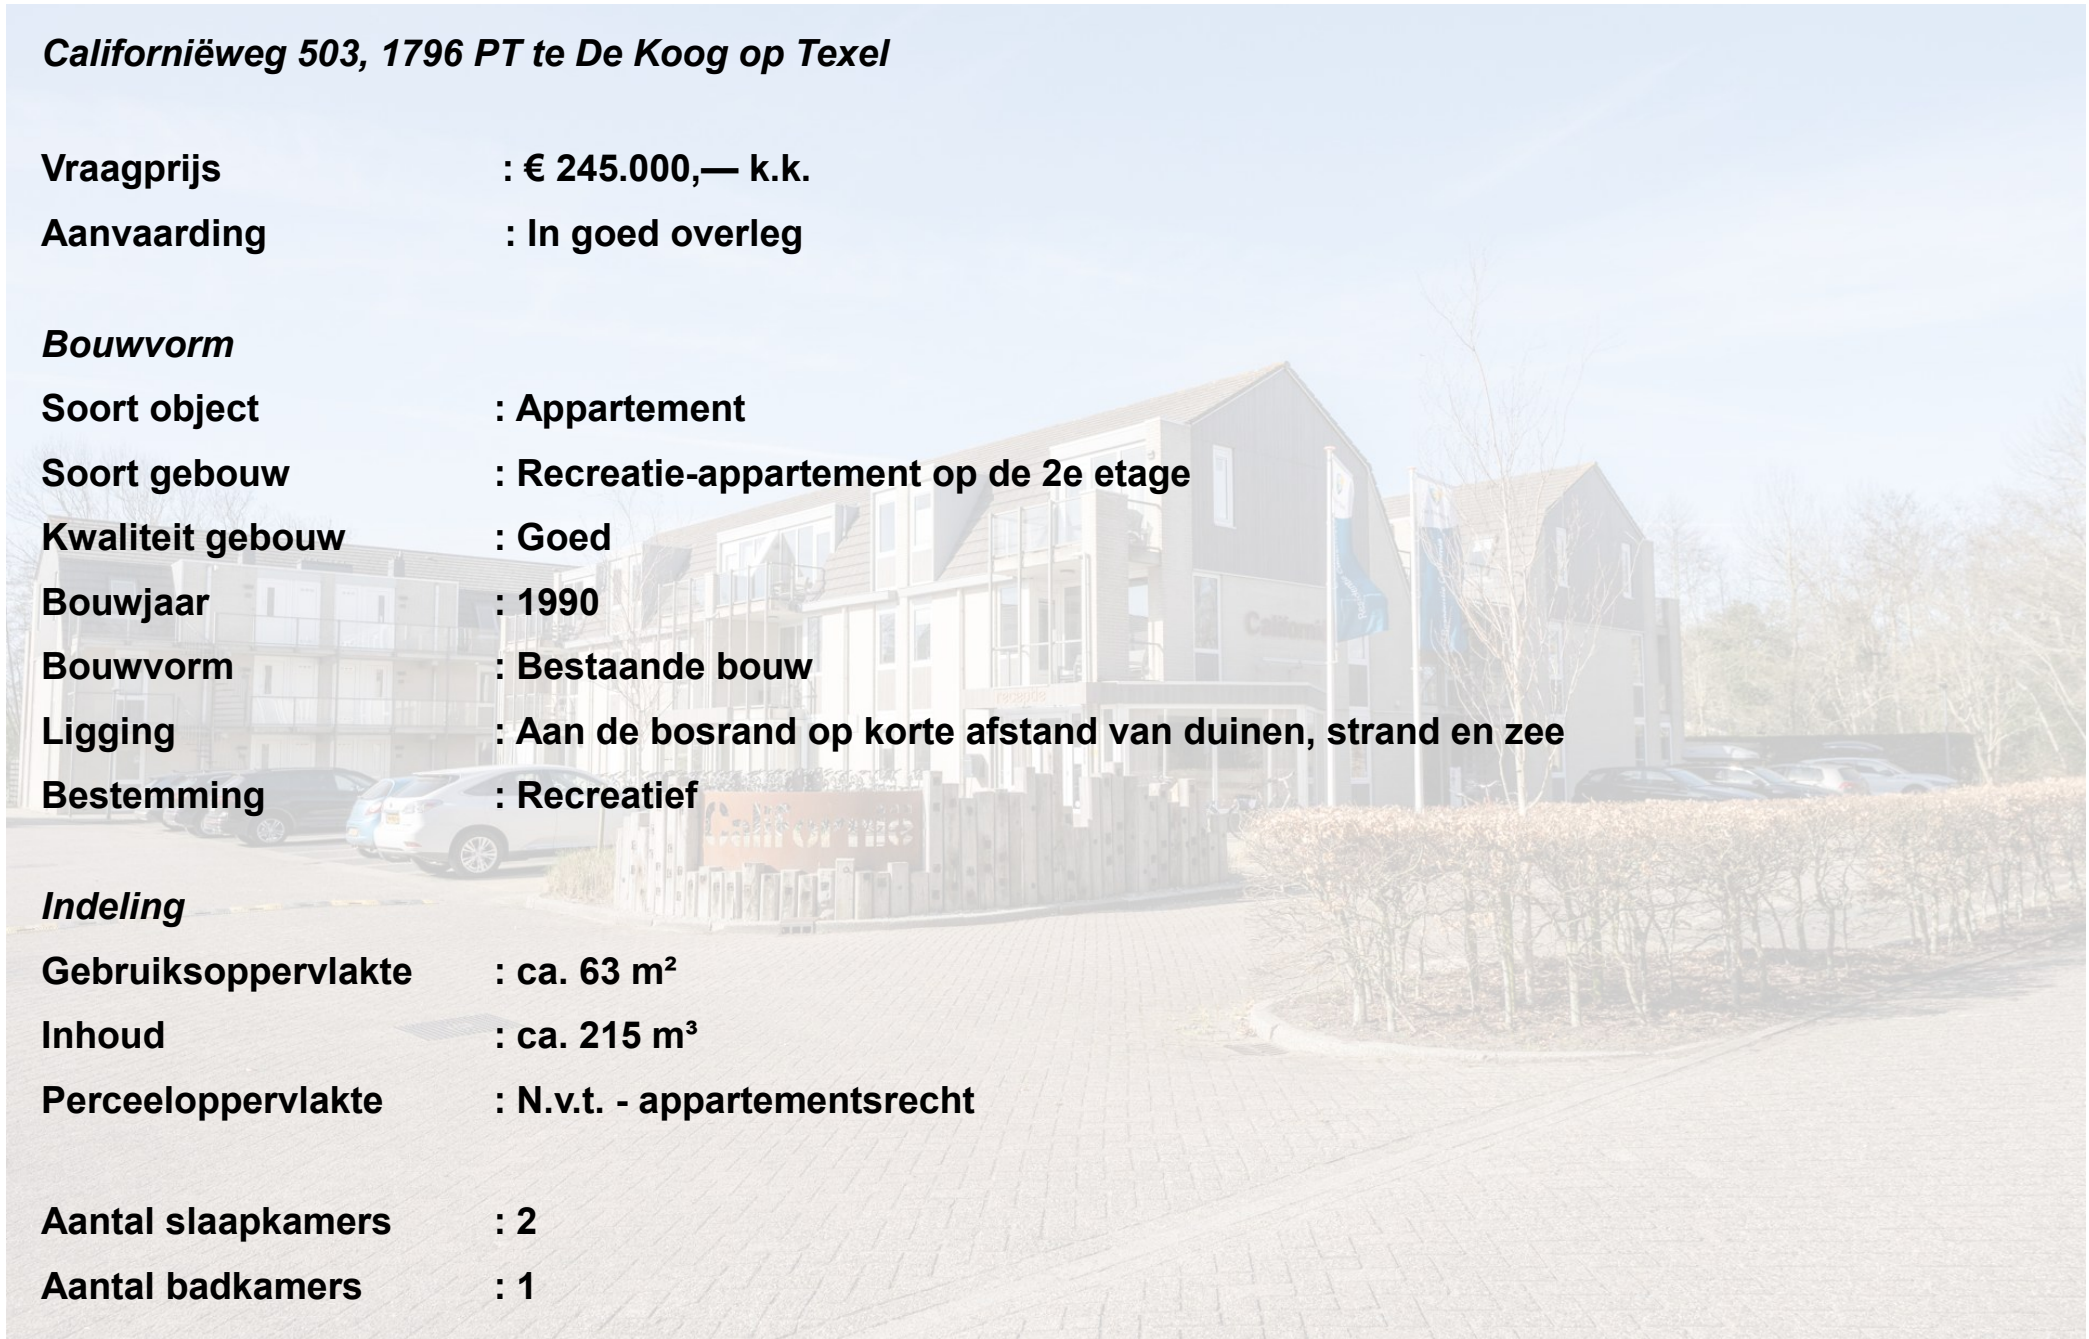 Californiëweg 503, 1796 PT te De Koog op Texel
Vraagprijs : € 245.000,— k.k.
Aanvaarding : In goed overleg
Bouwvorm
Soort object : Appartement
Soort gebouw : Recreatie-appartement op de 2e etage
Kwaliteit gebouw : Goed
Bouwjaar : 1990
Bouwvorm : Bestaande bouw
Ligging : Aan de bosrand op korte afstand van duinen, strand en zee
Bestemming : Recreatief
Indeling
Gebruiksoppervlakte : ca. 63 m²
Inhoud : ca. 215 m³
Perceeloppervlakte : N.v.t. - appartementsrecht
Aantal slaapkamers : 2
Aantal badkamers : 1